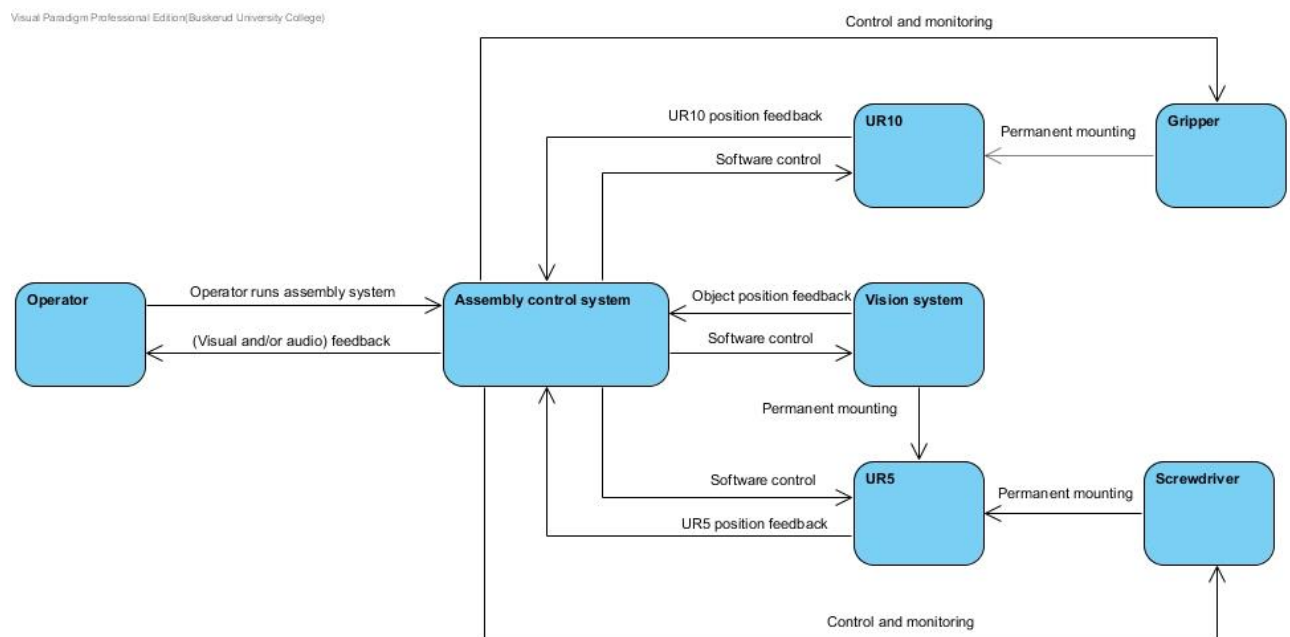 Visual Paradigm Professional Edition(Buskerud University College)
Control and monitoring
UR10 position feedback
UR10
Permanent mounting
Gripper
Software control
Operator
Operator runs assembly system
(Visual and/or audio) feedback
Assembly control system
Object position feedback
Software control
Vision system
Permanent mounting
Software control
UR5 position feedback
UR5
Permanent mounting
Screwdriver
Control and monitoring